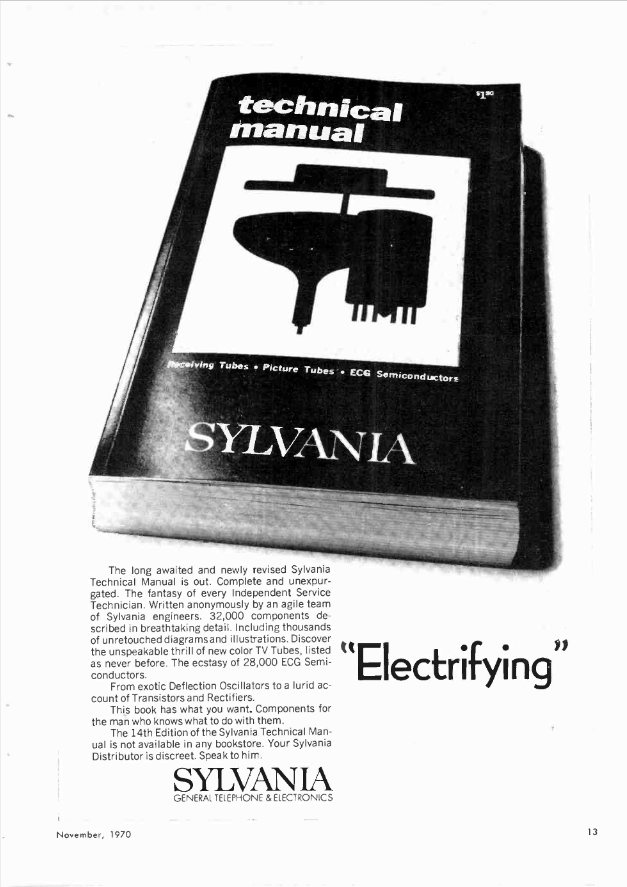 technical
manual
$1.90
Receiving Tubes • Picture Tubes • ECG Semiconductors
SYLVANIA
The long awaited and newly revised Sylvania
Technical Manual is out. Complete and unexpur-
gated. The fantasy of every Independent Service
Technician. Written anonymously by an agile team
of Sylvania engineers. 32,000 components de-
scribed in breathtaking detail. Including thousands
of unretouched diagrams and illustrations. Discover
the unspeakable thrill of new color TV Tubes, listed
as never before. The ecstasy of 28,000 ECG Semi-
conductors.
From exotic Deflection Oscillators to a lurid ac-
count of Transistors and Rectifiers.
This book has what you want. Components for
the man who knows what to do with them.
The 14th Edition of the Sylvania Technical Man-
ual is not available in any bookstore. Your Sylvania
Distributor is discreet. Speak to him.
"Electrifying"
SYLVANIA
GENERAL TELEPHONE & ELECTRONICS
November, 1970
13